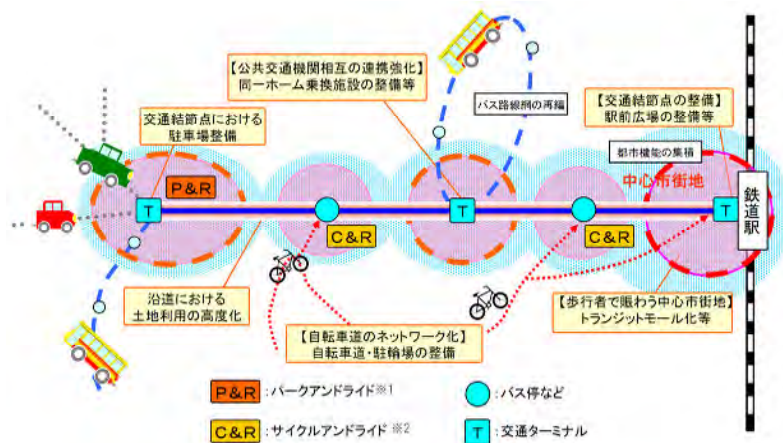 【公共交通機関相互の連携強化】
同一ホーム乗換施設の整備等
バス路線網の再編
【交通結節点の整備】
駅前広場の整備等
交通結節点における
駐車場整備
都市機能の集積
中心市街地
P&R
鉄道駅
T
T
T
C&R
C&R
沿道における
土地利用の高度化
【歩行者で賑わう中心市街地】
トランジットモール化等
【自転車道のネットワーク化】
自転車道・駐輪場の整備
P&R :パークアンドライド※1
:バス停など
C&R :サイクルアンドライド※2
T :交通ターミナル